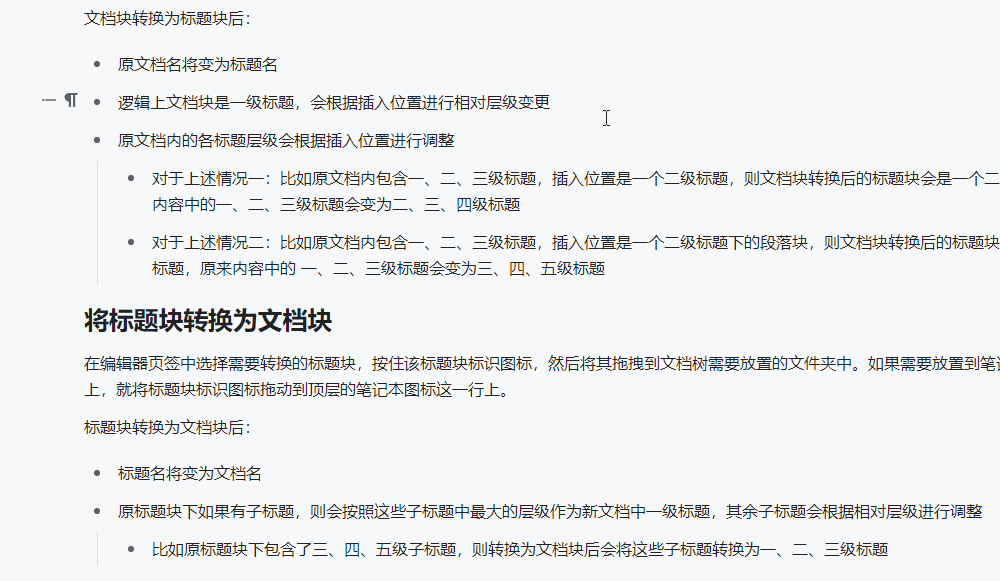 文档块转换为标题块后：
原文档名将变为标题名
逻辑上文档块是一级标题，会根据插入位置进行相对层级变更
原文档内的各标题层级会根据插入位置进行调整
对于上述情况一：比如原文档内包含一、二、三级标题，插入位置是一个二级标题，则文档块转换后的标题块会是一个二
内容中的一、二、三级标题会变为二、三、四级标题
对于上述情况二：比如原文档内包含一、二、三级标题，插入位置是一个二级标题下的段落块，则文档块转换后的标题块
标题，原来内容中的 一、二、三级标题会变为三、四、五级标题
将标题块转换为文档块
在编辑器页签中选择需要转换的标题块，按住该标题块标识图标，然后将其拖拽到文档树需要放置的文件夹中。如果需要放置到笔
上，就将标题块标识图标拖动到顶层的笔记本图标这一行上。
标题块转换为文档块后：
标题名将变为文档名
原标题块下如果有子标题，则会按照这些子标题中最大的层级作为新文档中一级标题，其余子标题会根据相对层级进行调整
比如原标题块下包含了三、四、五级子标题，则转换为文档块后会将这些子标题转换为一、二、三级标题